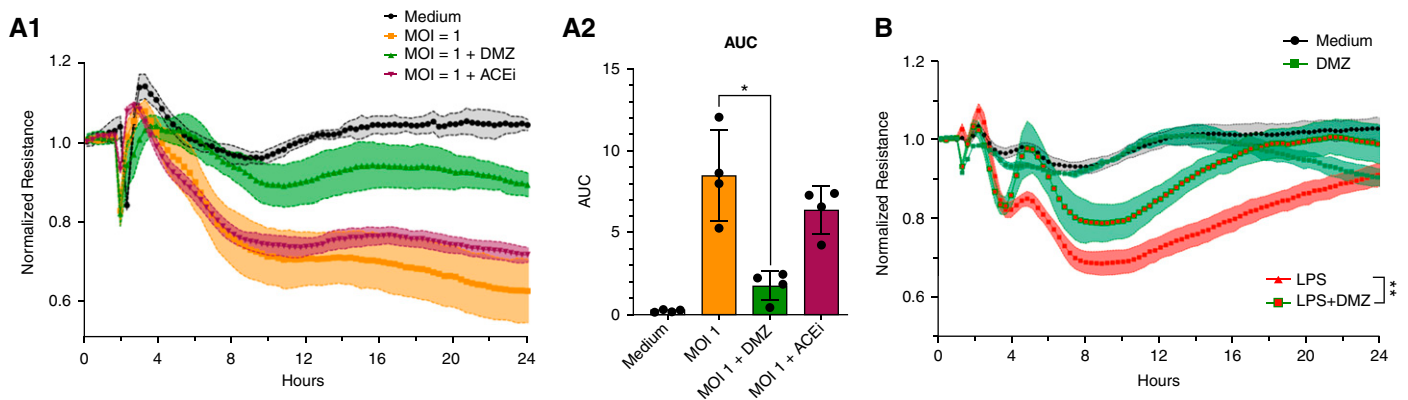 A1
Medium
MOI = 1
MOI = 1 + DMZ
MOI = 1 + ACEi
Normalized Resistance
1.2
1.0
0.8
0.6
0 4 8 12 16 20 24
Hours
A2
AUC
*
AUC
15
10
5
0
Medium
MOI 1
MOI 1 + DMZ
MOI 1 + ACEi
B
Medium
DMZ
Normalized Resistance
1.2
1.0
0.8
0.6
LPS
LPS+DMZ
**
0 4 8 12 16 20 24
Hours